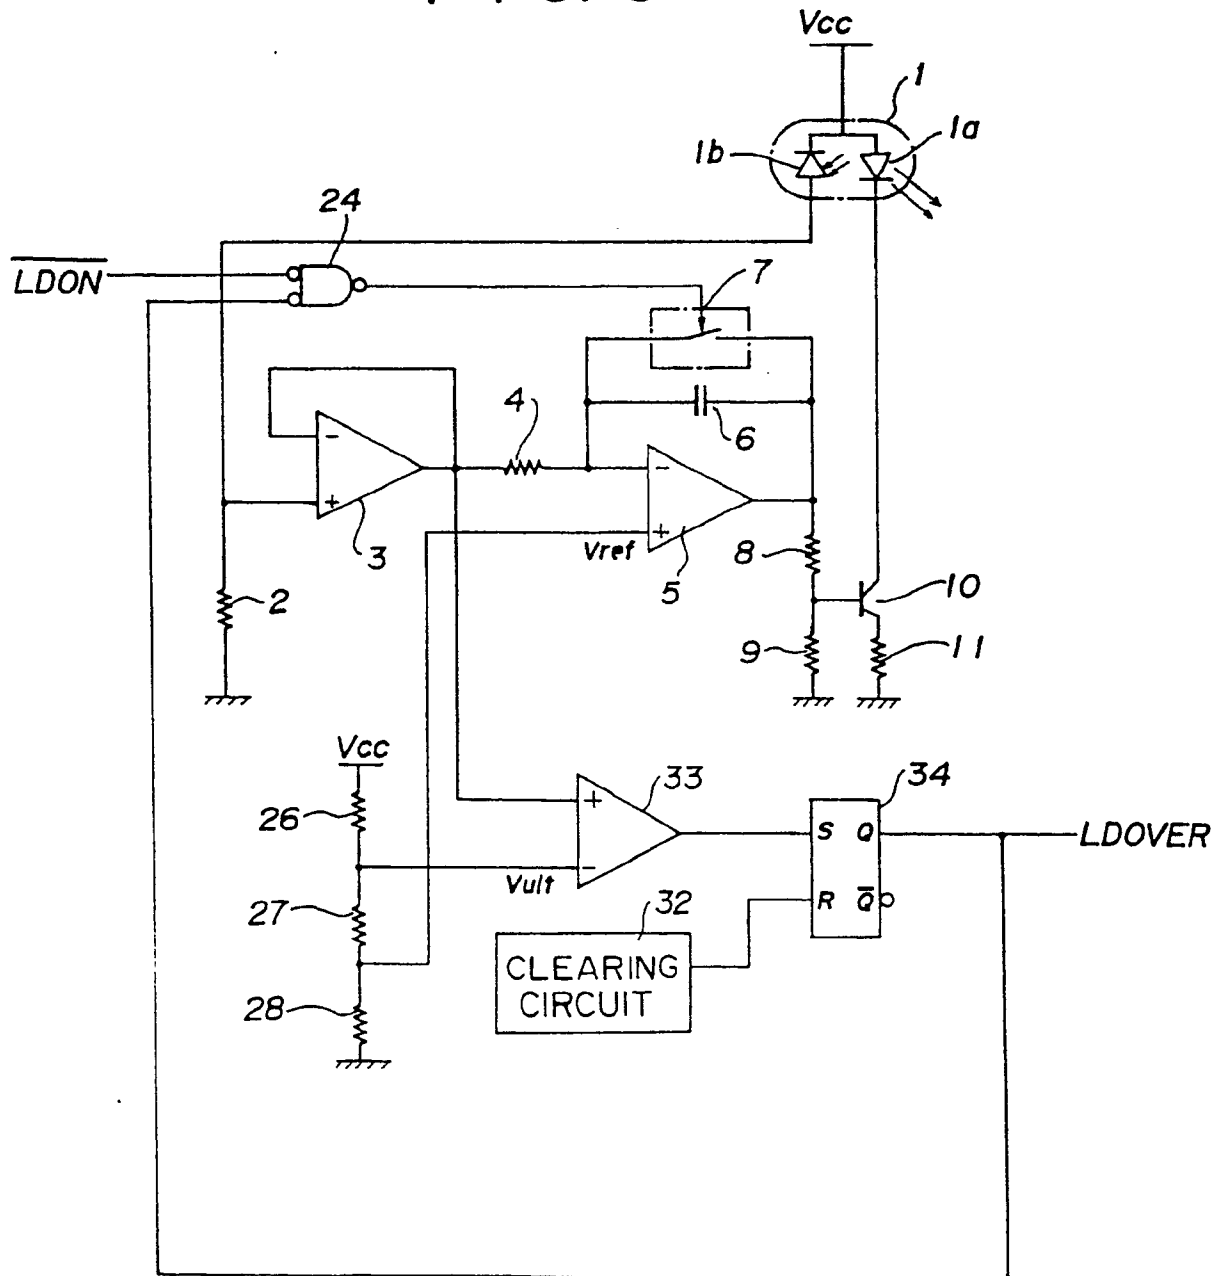 Vcc
1
1a
1b
24
LDON
7
4
6
-
+
3
-
+
Vref
5
8
2
10
9
11
Vcc
33
34
26
+
-
S Q
LDOVER
Vult
27
32
R Q
CLEARING
CIRCUIT
28